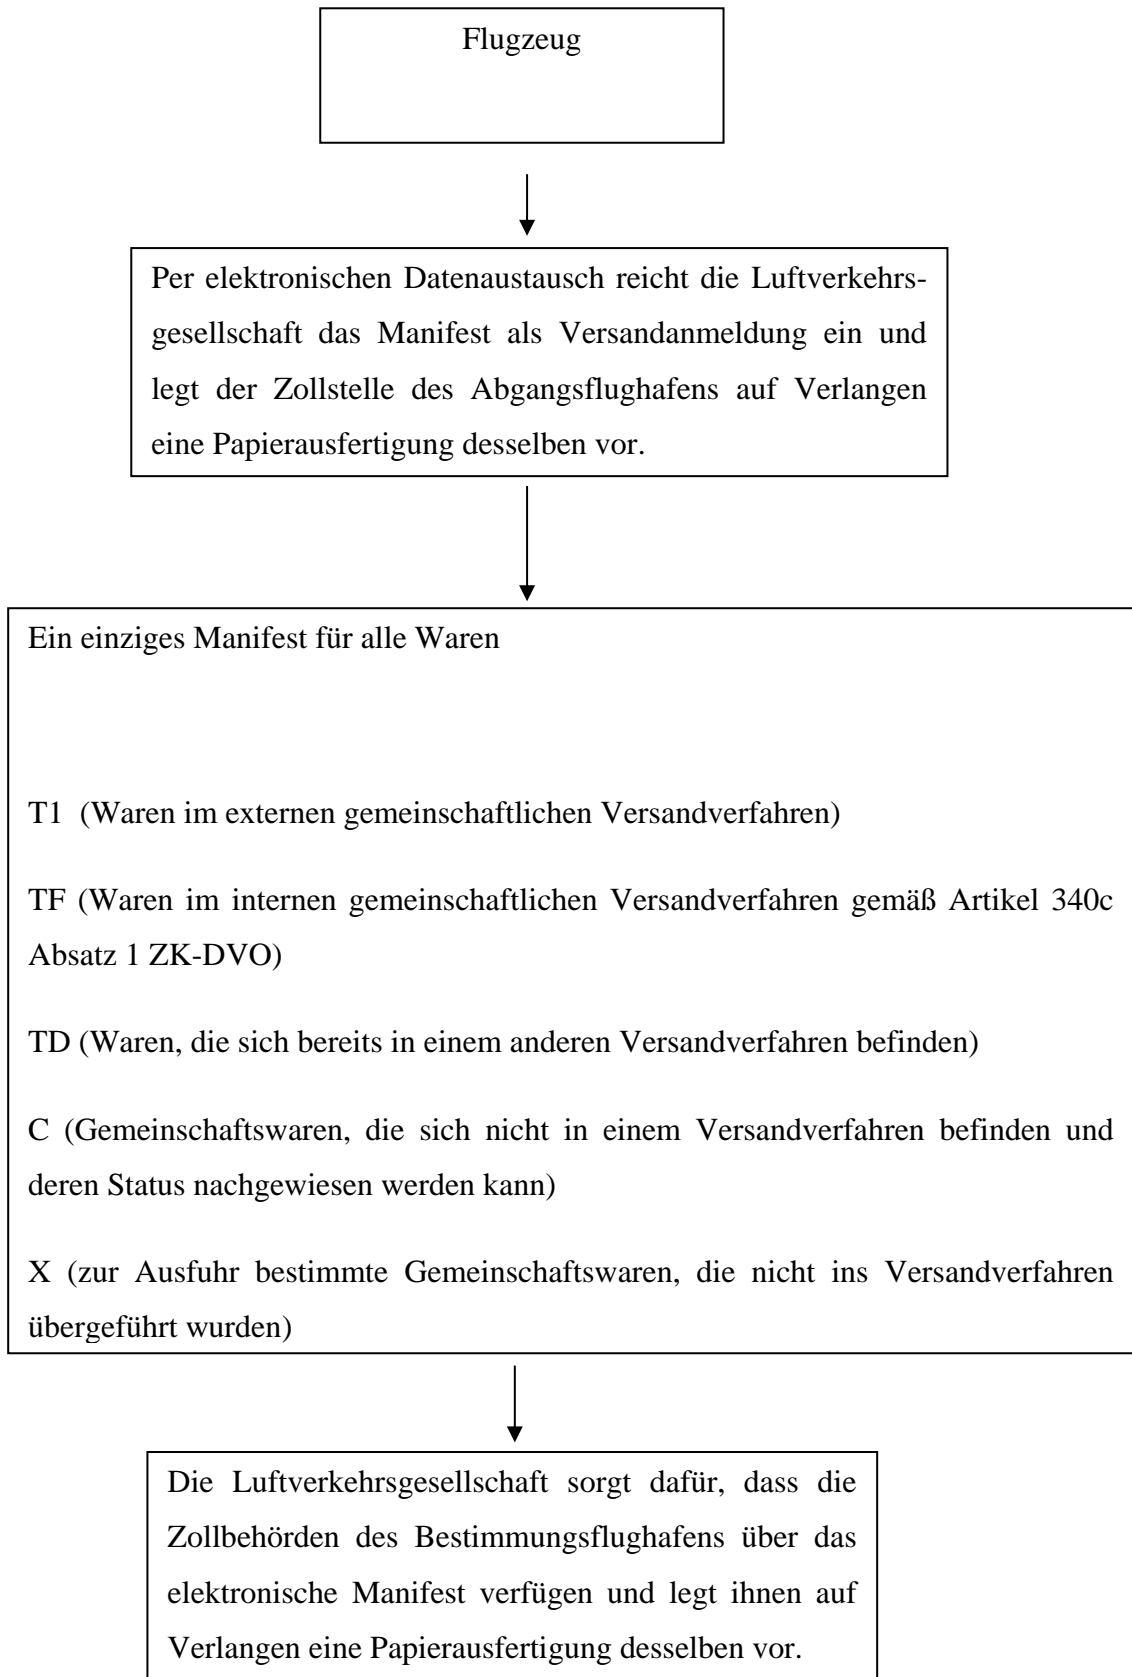 Flugzeug
Per elektronischen Datenaustausch reicht die Luftverkehrs-
gesellschaft das Manifest als Versandanmeldung ein und
legt der Zollstelle des Abgangsflughafens auf Verlangen
eine Papierausfertigung desselben vor.
Ein einziges Manifest für alle Waren
T1 (Waren im externen gemeinschaftlichen Versandverfahren)
TF (Waren im internen gemeinschaftlichen Versandverfahren gemäß Artikel 340c
Absatz 1 ZK-DVO)
TD (Waren, die sich bereits in einem anderen Versandverfahren befinden)
C (Gemeinschaftswaren, die sich nicht in einem Versandverfahren befinden und
deren Status nachgewiesen werden kann)
X (zur Ausfuhr bestimmte Gemeinschaftswaren, die nicht ins Versandverfahren
übergeführt wurden)
Die Luftverkehrsgesellschaft sorgt dafür, dass die
Zollbehörden des Bestimmungsflughafens über das
elektronische Manifest verfügen und legt ihnen auf
Verlangen eine Papierausfertigung desselben vor.